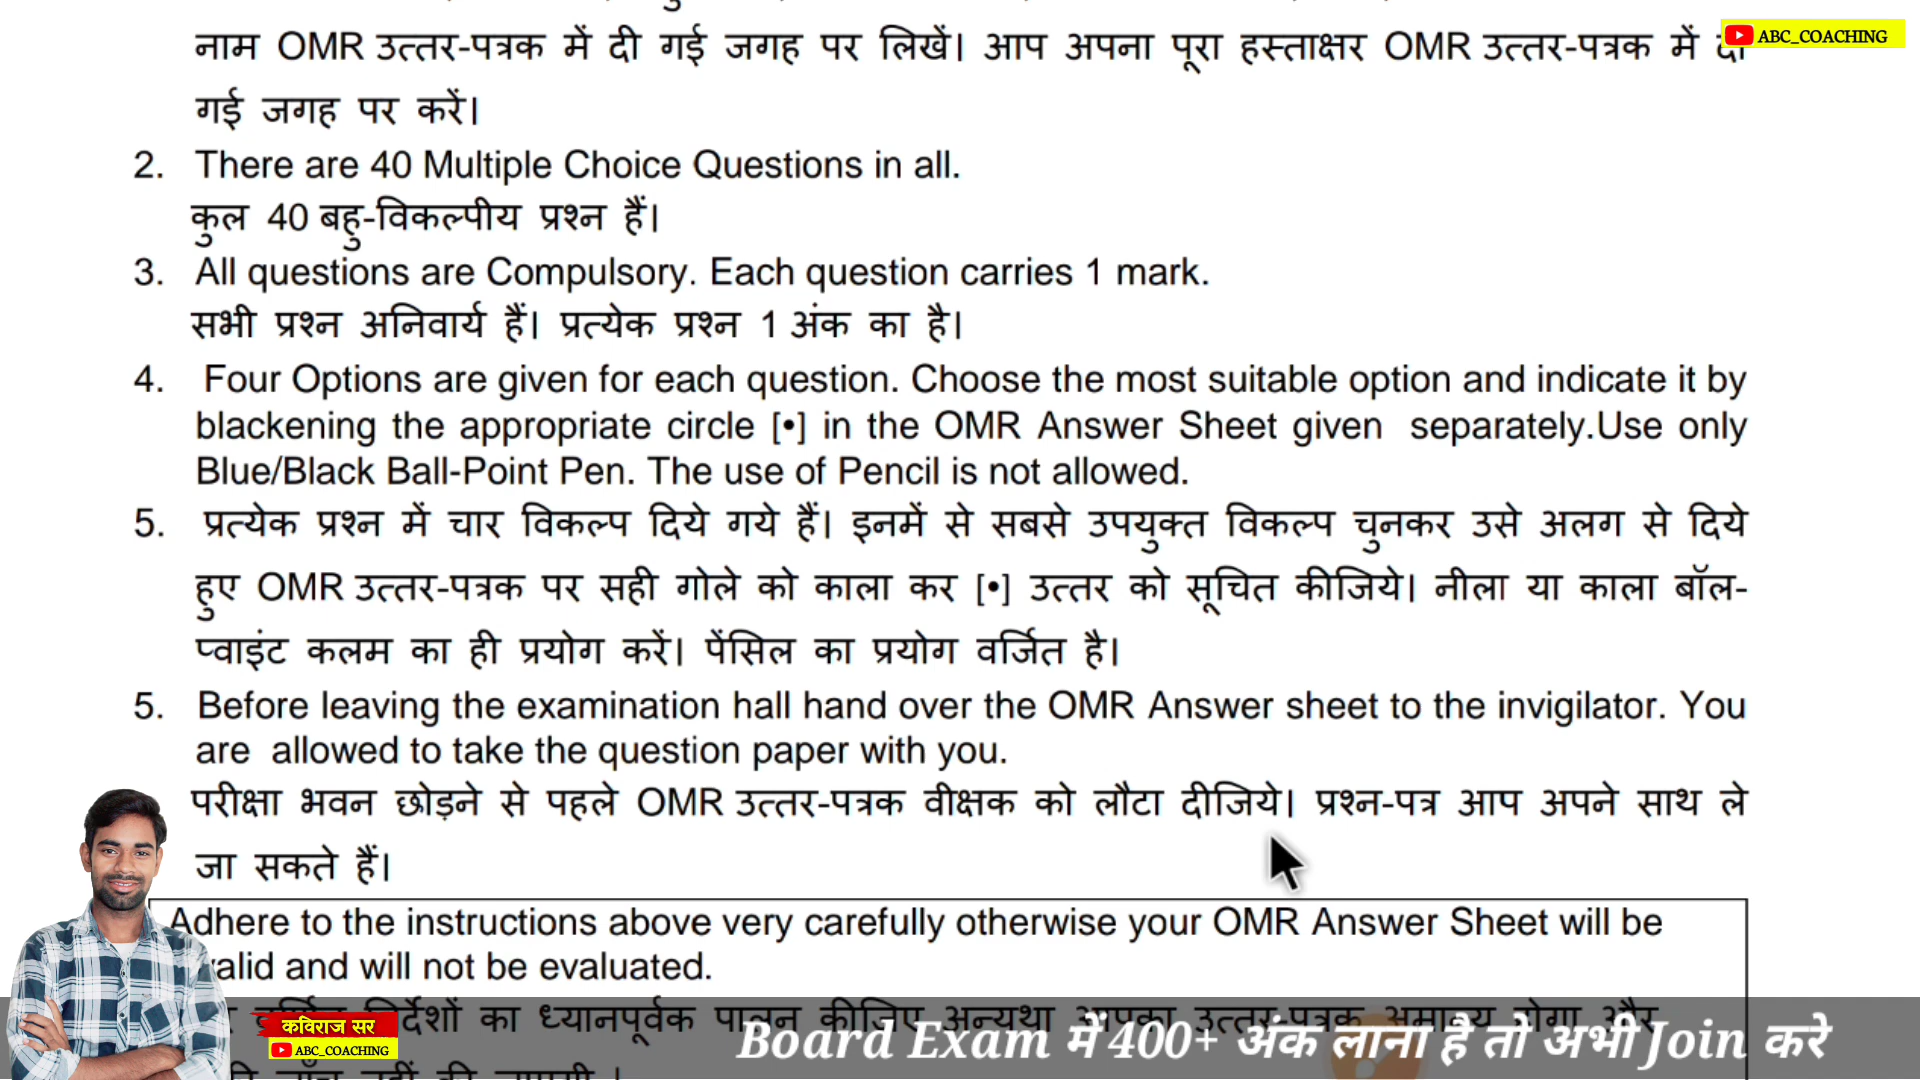 नाम OMR उत्तर-पत्रक में दी गई जगह पर लिखें। आप अपना पूरा हस्ताक्षर OMR उत्तर-पत्रक में दी
ABC_COACHING
गई जगह पर करें।
2. There are 40 Multiple Choice Questions in all.
कुल 40 बहु-विकल्पीय प्रश्न हैं।
3. All questions are Compulsory. Each question carries 1 mark.
सभी प्रश्न अनिवार्य हैं। प्रत्येक प्रश्न 1 अंक का है।
4. Four Options are given for each question. Choose the most suitable option and indicate it by
blackening the appropriate circle [•] in the OMR Answer Sheet given separately.Use only
Blue/Black Ball-Point Pen. The use of Pencil is not allowed.
5. प्रत्येक प्रश्न में चार विकल्प दिये गये हैं। इनमें से सबसे उपयुक्त विकल्प चुनकर उसे अलग से दिये
हुए OMR उत्तर-पत्रक पर सही गोले को काला कर [•] उत्तर को सूचित कीजिये। नीला या काला बॉल-
प्वाइंट कलम का ही प्रयोग करें। पेंसिल का प्रयोग वर्जित है।
5. Before leaving the examination hall hand over the OMR Answer sheet to the invigilator. You
are allowed to take the question paper with you.
परीक्षा भवन छोड़ने से पहले OMR उत्तर-पत्रक वीक्षक को लौटा दीजिये। प्रश्न-पत्र आप अपने साथ ले
जा सकते हैं।
Adhere to the instructions above very carefully otherwise your OMR Answer Sheet will be
alid and will not be evaluated.
का ध्यानपूर्वक पालन कीजिए अन्यथा आपका उत्तर-पत्रक अमान्य होगा और
कविराज सर
ABC_COACHING
Board Exam में 400+ अंक लाना है तो अभी Join करे